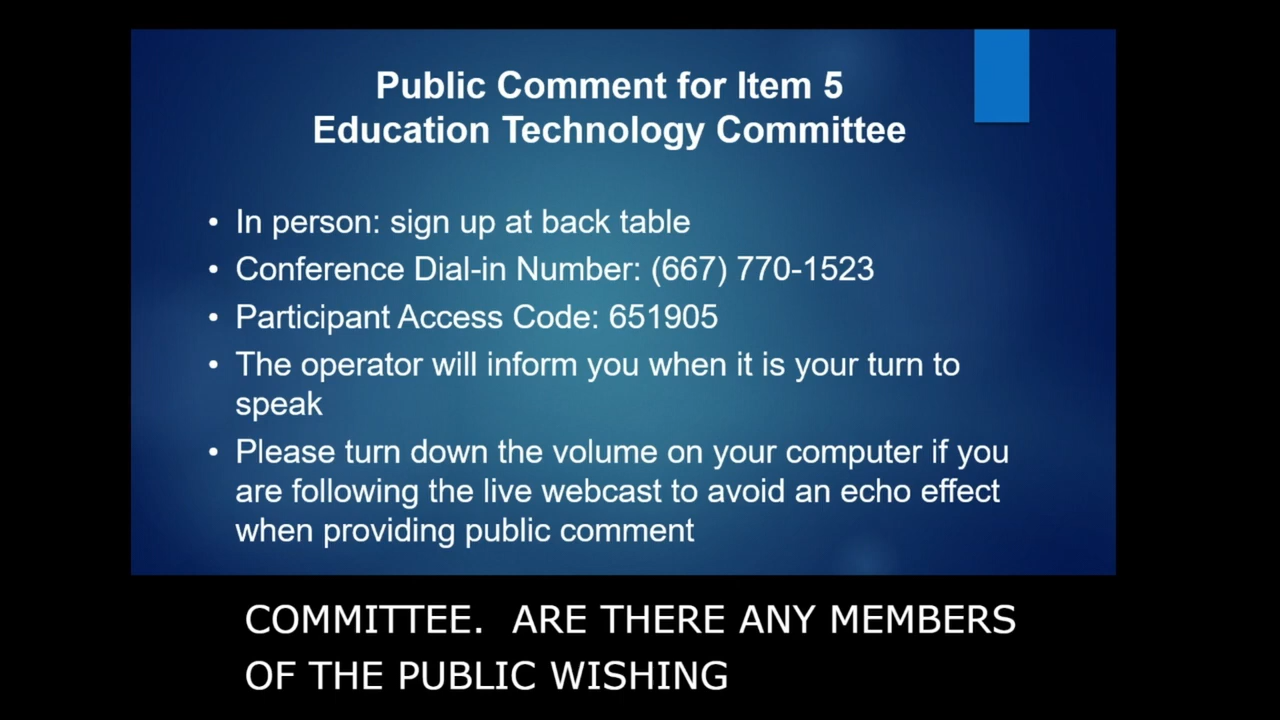 Public Comment for Item 5
Education Technology Committee
• In person: sign up at back table
• Conference Dial-in Number: (667) 770-1523
• Participant Access Code: 651905
• The operator will inform you when it is your turn to
speak
• Please turn down the volume on your computer if you
are following the live webcast to avoid an echo effect
when providing public comment
COMMITTEE.  ARE THERE ANY MEMBERS
OF THE PUBLIC WISHING